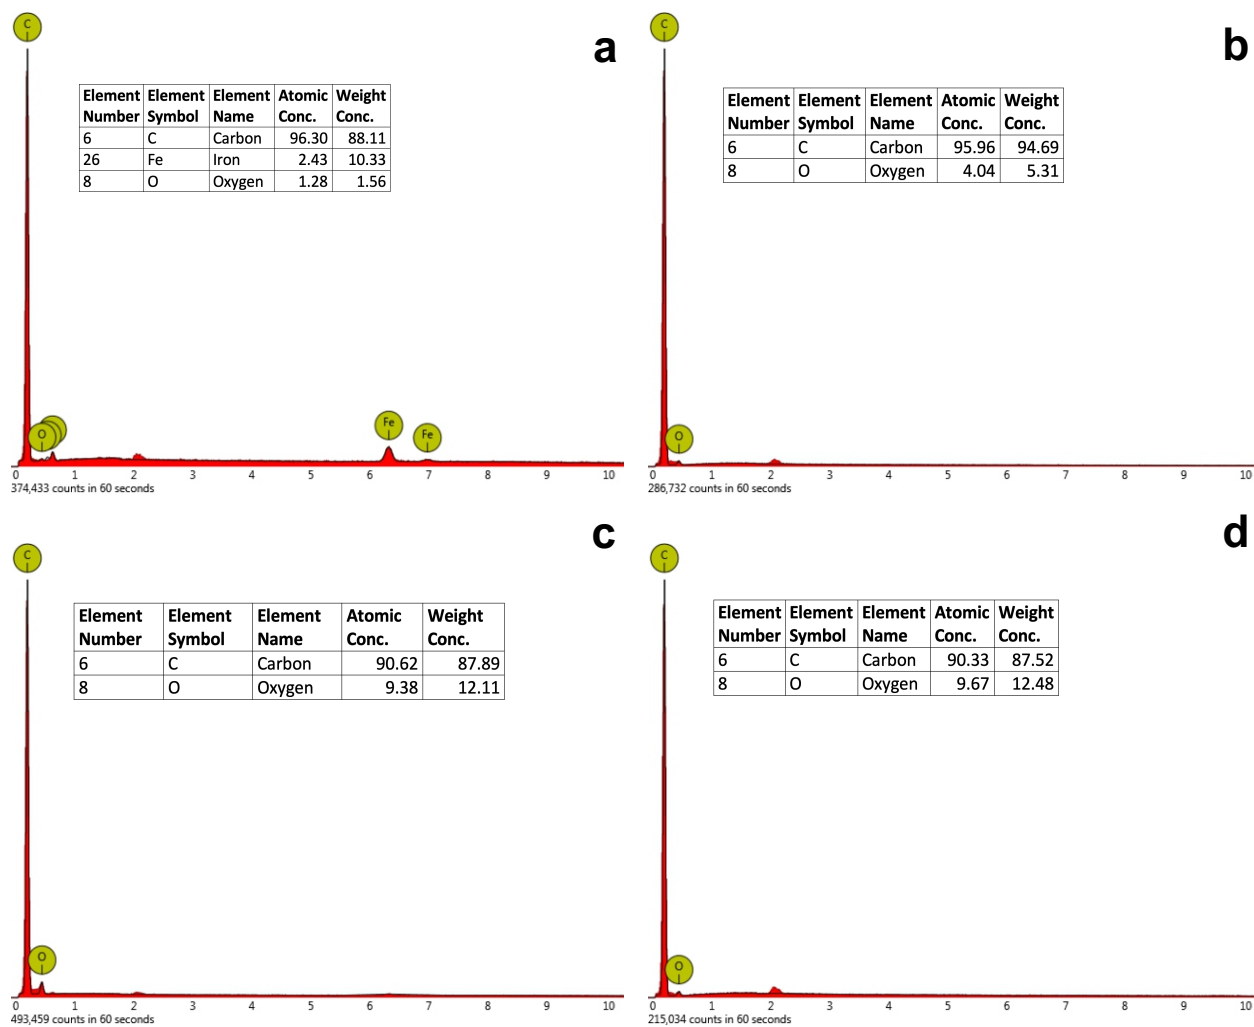 a
C
Element Element Element Atomic Weight
Number Symbol Name Conc. Conc.
6 C Carbon 96.30 88.11
26 Fe Iron 2.43 10.33
8 O Oxygen 1.28 1.56
O
Fe
Fe
0 1 2 3 4 5 6 7 8 9 10
374,433 counts in 60 seconds
b
C
Element Element Element Atomic Weight
Number Symbol Name Conc. Conc.
6 C Carbon 95.96 94.69
8 O Oxygen 4.04 5.31
O
0 1 2 3 4 5 6 7 8 9 10
286,732 counts in 60 seconds
c
C
Element Element Element Atomic Weight
Number Symbol Name Conc. Conc.
6 C Carbon 90.62 87.89
8 O Oxygen 9.38 12.11
O
0 1 2 3 4 5 6 7 8 9 10
493,459 counts in 60 seconds
d
C
Element Element Element Atomic Weight
Number Symbol Name Conc. Conc.
6 C Carbon 90.33 87.52
8 O Oxygen 9.67 12.48
O
0 1 2 3 4 5 6 7 8 9 10
215,034 counts in 60 seconds